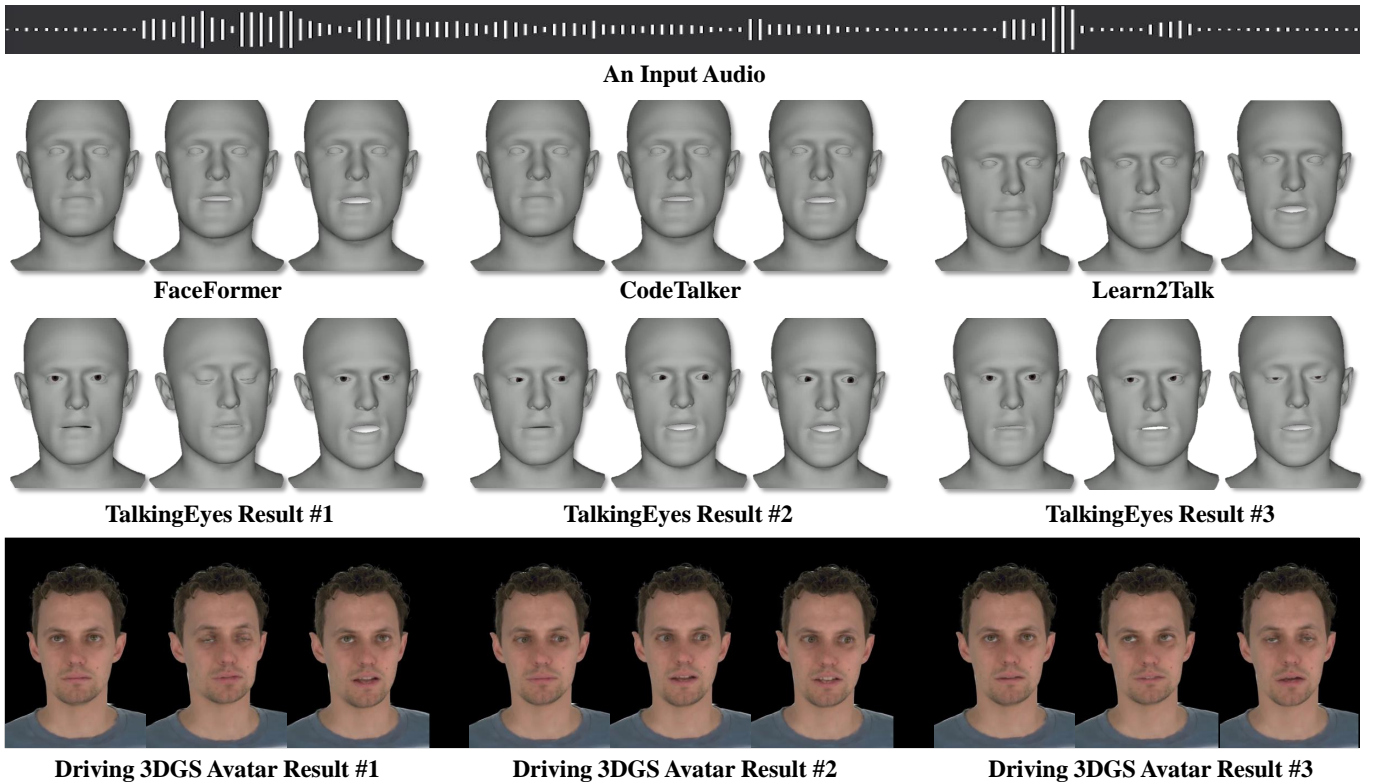 An Input Audio
FaceFormer
CodeTalker
Learn2Talk
TalkingEyes Result #1
TalkingEyes Result #2
TalkingEyes Result #3
Driving 3DGS Avatar Result #1
Driving 3DGS Avatar Result #2
Driving 3DGS Avatar Result #3